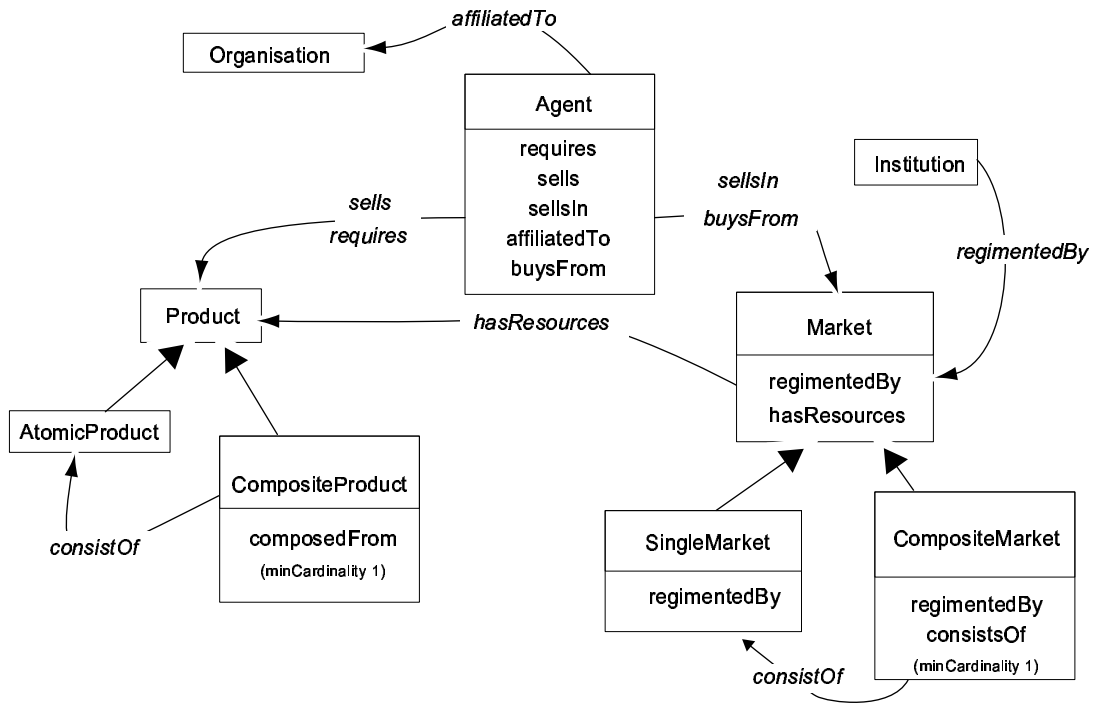 affiliatedTo
Organisation
Agent
requires
sells
sellsIn
affiliatedTo
buysFrom
Institution
sellsIn
buysFrom
sells
requires
regimentedBy
Product
hasResources
Market
regimentedBy
hasResources
AtomicProduct
CompositeProduct
composedFrom
(minCardinality 1)
consistOf
SingleMarket
regimentedBy
CompositeMarket
regimentedBy
consistsOf
(minCardinality 1)
consistOf